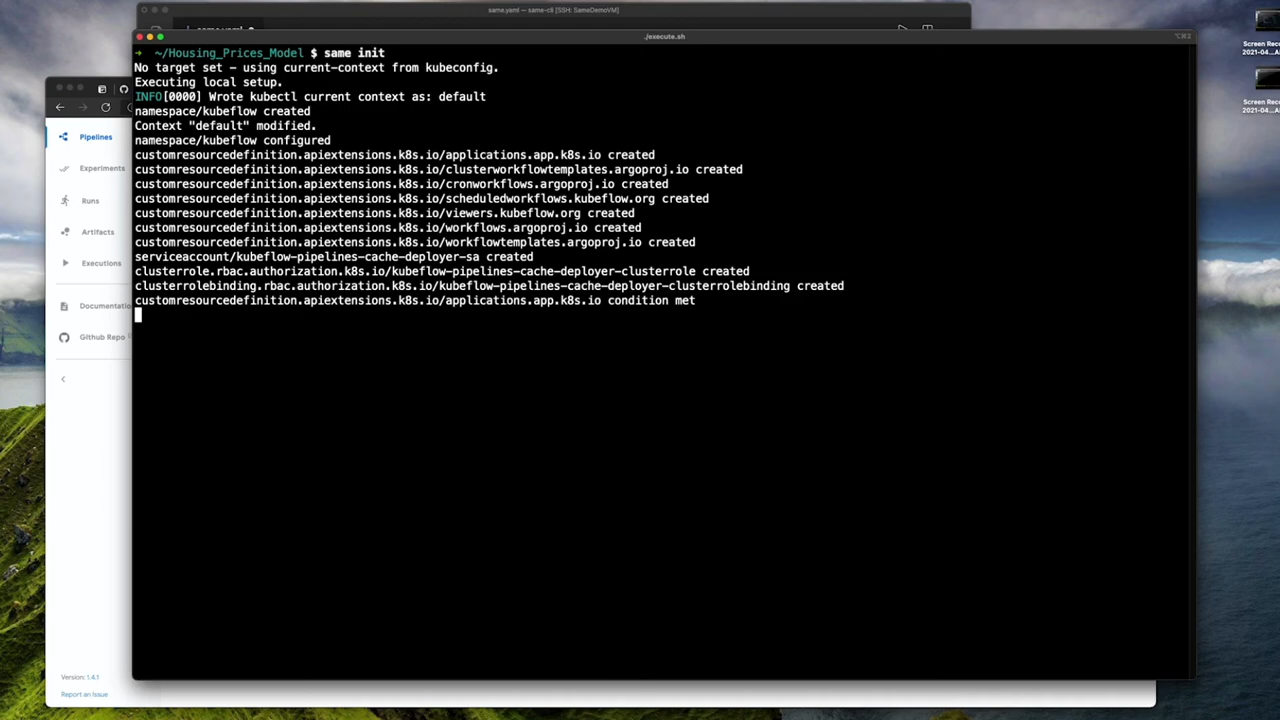 same.yaml — same-cli [SSH: SameDemoVM]
./execute.sh
⌥⌘2
→ ~/Housing_Prices_Model $ same init
No target set - using current-context from kubeconfig.
Executing local setup.
INFO[0000] Wrote kubectl current context as: default
namespace/kubeflow created
Context "default" modified.
namespace/kubeflow configured
customresourcedefinition.apiextensions.k8s.io/applications.app.k8s.io created
customresourcedefinition.apiextensions.k8s.io/clusterworkflowtemplates.argoproj.io created
customresourcedefinition.apiextensions.k8s.io/cronworkflows.argoproj.io created
customresourcedefinition.apiextensions.k8s.io/scheduledworkflows.kubeflow.org created
customresourcedefinition.apiextensions.k8s.io/viewers.kubeflow.org created
customresourcedefinition.apiextensions.k8s.io/workflows.argoproj.io created
customresourcedefinition.apiextensions.k8s.io/workflowtemplates.argoproj.io created
serviceaccount/kubeflow-pipelines-cache-deployer-sa created
clusterrole.rbac.authorization.k8s.io/kubeflow-pipelines-cache-deployer-clusterrole created
clusterrolebinding.rbac.authorization.k8s.io/kubeflow-pipelines-cache-deployer-clusterrolebinding created
customresourcedefinition.apiextensions.k8s.io/applications.app.k8s.io condition met
Pipelines
Experiments
Runs
Artifacts
Executions
Documentatio
Github Repo
Version: 1.4.1
Report an Issue
Screen Reco
2021-04...A
Screen Reco
2021-04...A